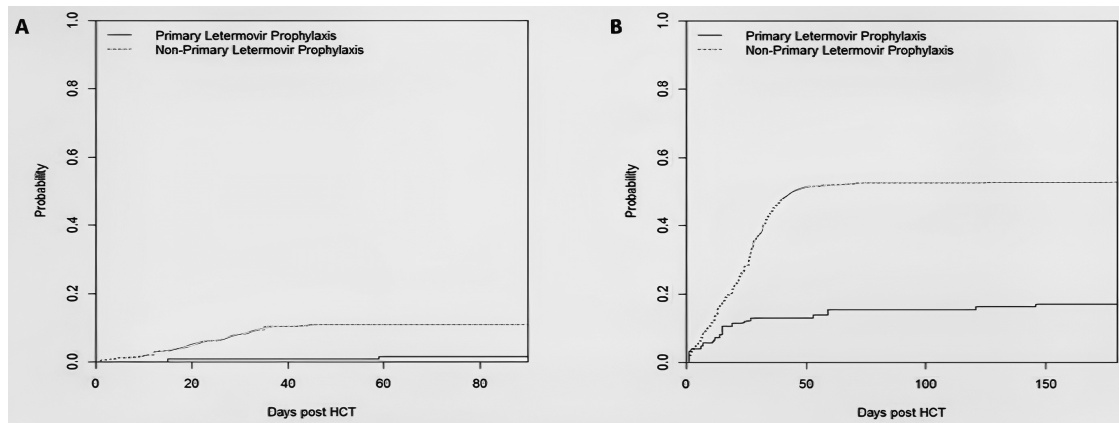 A
Primary Letermovir Prophylaxis
Non-Primary Letermovir Prophylaxis
1.0
0.8
0.6
0.4
0.2
0.0
Probability
0
20
40
60
80
Days post HCT
B
Primary Letermovir Prophylaxis
Non-Primary Letermovir Prophylaxis
1.0
0.8
0.6
0.4
0.2
0.0
Probability
0
50
100
150
Days post HCT